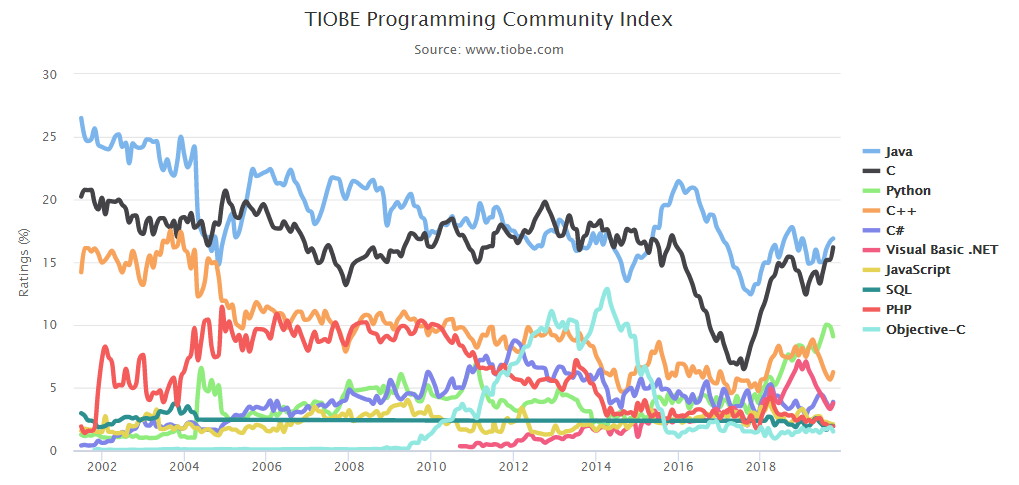 TIOBE Programming Community Index
Source: www.tiobe.com
Ratings (%)
30
25
20
15
10
5
0
2002 2004 2006 2008 2010 2012 2014 2016 2018
Java
C
Python
C++
C#
Visual Basic .NET
JavaScript
SQL
PHP
Objective-C